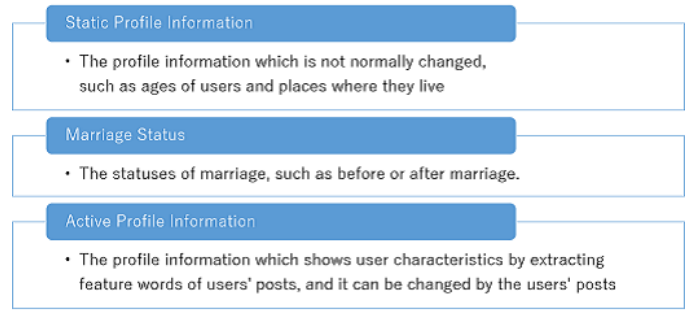 Static Profile Information
• The profile information which is not normally changed,
such as ages of users and places where they live
Marriage Status
• The statuses of marriage, such as before or after marriage.
Active Profile Information
• The profile information which shows user characteristics by extracting
feature words of users' posts, and it can be changed by the users' posts